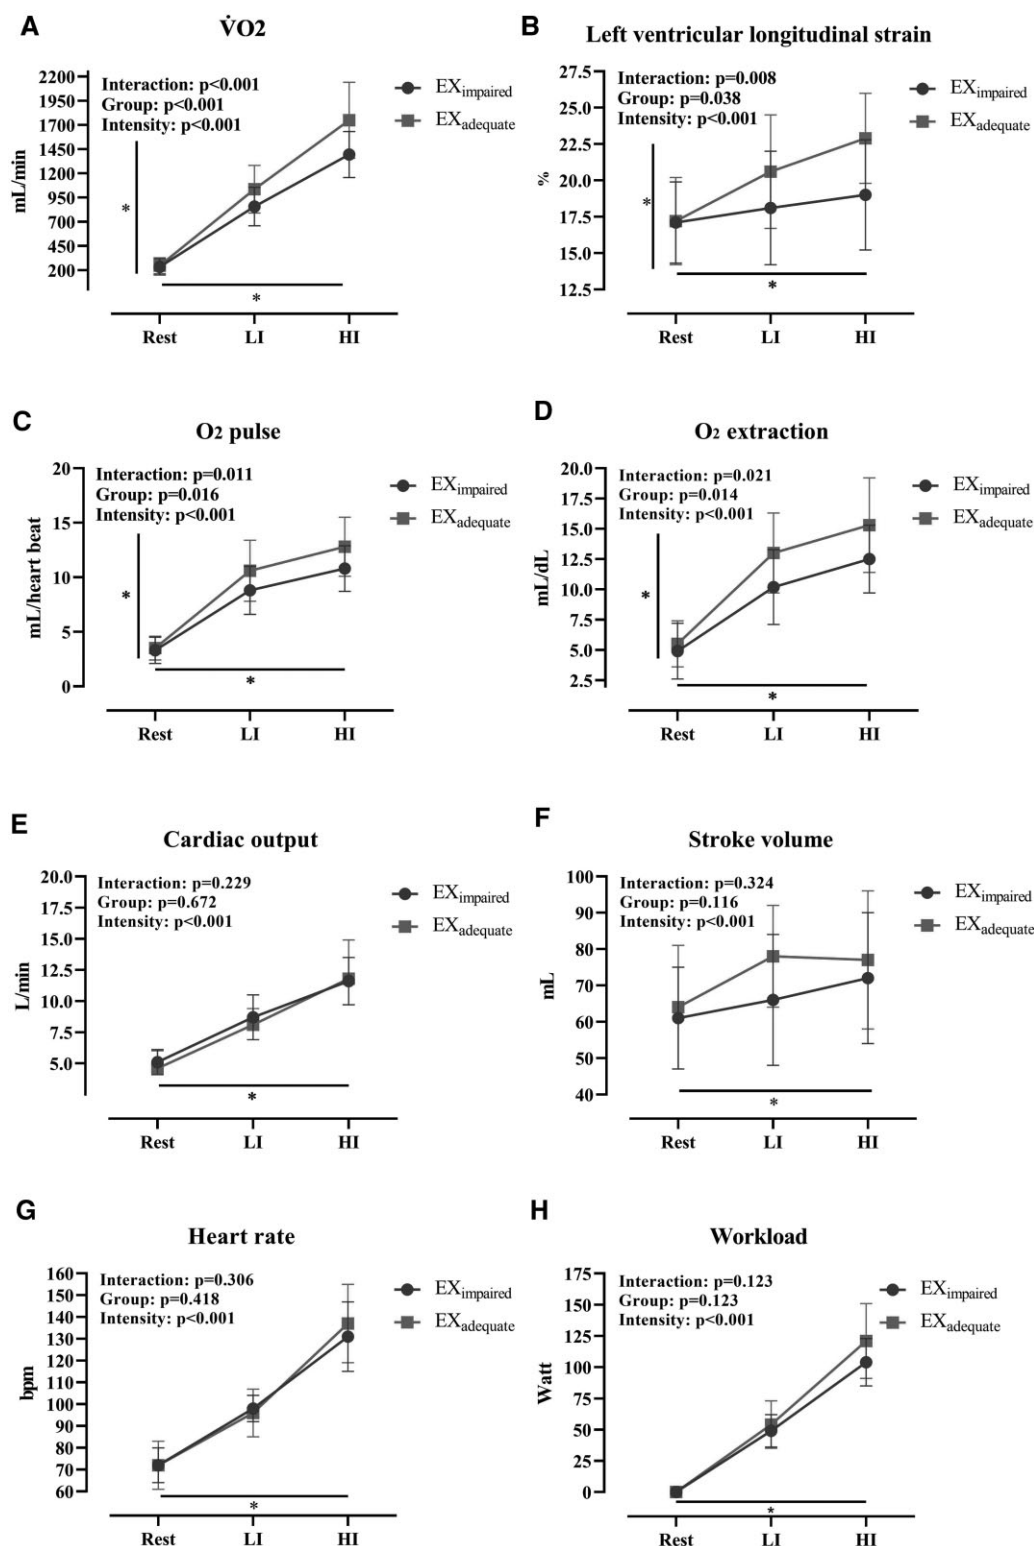 A
V̇O2
2200
1950
1700
1450
1200
950
700
450
200
mL/min
Interaction: p<0.001
Group: p<0.001
Intensity: p<0.001
*
*
EXimpaired
EXadequate
Rest LI HI
B
Left ventricular longitudinal strain
27.5
25.0
22.5
20.0
17.5
15.0
12.5
%
Interaction: p=0.008
Group: p=0.038
Intensity: p<0.001
*
*
EXimpaired
EXadequate
Rest LI HI
C
O2 pulse
20
15
10
5
0
mL/heart beat
Interaction: p=0.011
Group: p=0.016
Intensity: p<0.001
*
*
EXimpaired
EXadequate
Rest LI HI
D
O2 extraction
20.0
17.5
15.0
12.5
10.0
7.5
5.0
2.5
mL/dL
Interaction: p=0.021
Group: p=0.014
Intensity: p<0.001
*
*
EXimpaired
EXadequate
Rest LI HI
E
Cardiac output
20.0
17.5
15.0
12.5
10.0
7.5
5.0
L/min
Interaction: p=0.229
Group: p=0.672
Intensity: p<0.001
*
EXimpaired
EXadequate
Rest LI HI
F
Stroke volume
100
90
80
70
60
50
40
mL
Interaction: p=0.324
Group: p=0.116
Intensity: p<0.001
*
EXimpaired
EXadequate
Rest LI HI
G
Heart rate
160
150
140
130
120
110
100
90
80
70
60
bpm
Interaction: p=0.306
Group: p=0.418
Intensity: p<0.001
*
EXimpaired
EXadequate
Rest LI HI
H
Workload
175
150
125
100
75
50
25
0
Watt
Interaction: p=0.123
Group: p=0.123
Intensity: p<0.001
*
EXimpaired
EXadequate
Rest LI HI